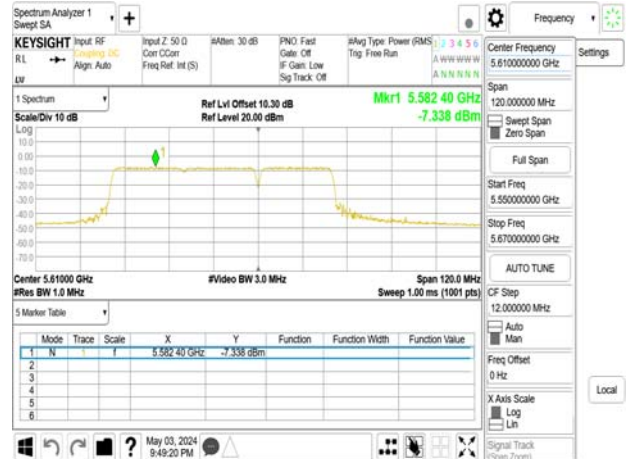 Spectrum Analyzer 1
Swept SA
+
Frequency
KEYSIGHT
RL
Input: RF
Coupling: DC
Align: Auto
Input Z: 50 Ω
Corr CCorr
Freq Ref: Int (S)
#Atten: 30 dB
PNO: Fast
Gate: Off
IF Gain: Low
Sig Track: Off
#Avg Type: Power (RMS
Trig: Free Run
1 2 3 4 5 6
A W W W W W
A N N N N N
1 Spectrum
Scale/Div 10 dB
Ref Lvl Offset 10.30 dB
Ref Level 20.00 dBm
Mkr1 5.582 40 GHz
-7.338 dBm
Log
10.0
0.00
-10.0
-20.0
-30.0
-40.0
-50.0
-60.0
-70.0
1
Center 5.61000 GHz
#Res BW 1.0 MHz
#Video BW 3.0 MHz
Span 120.0 MHz
Sweep 1.00 ms (1001 pts)
5 Marker Table
Mode Trace Scale X Y Function Function Width Function Value
1 N 1 f 5.582 40 GHz -7.338 dBm
2
3
4
5
6
May 03, 2024
9:49:20 PM
Center Frequency
5.610000000 GHz
Settings
Span
120.000000 MHz
Swept Span
Zero Span
Full Span
Start Freq
5.550000000 GHz
Stop Freq
5.670000000 GHz
AUTO TUNE
CF Step
12.000000 MHz
Auto
Man
Freq Offset
0 Hz
X Axis Scale
Log
Lin
Local
Signal Track
(Span Zoom)